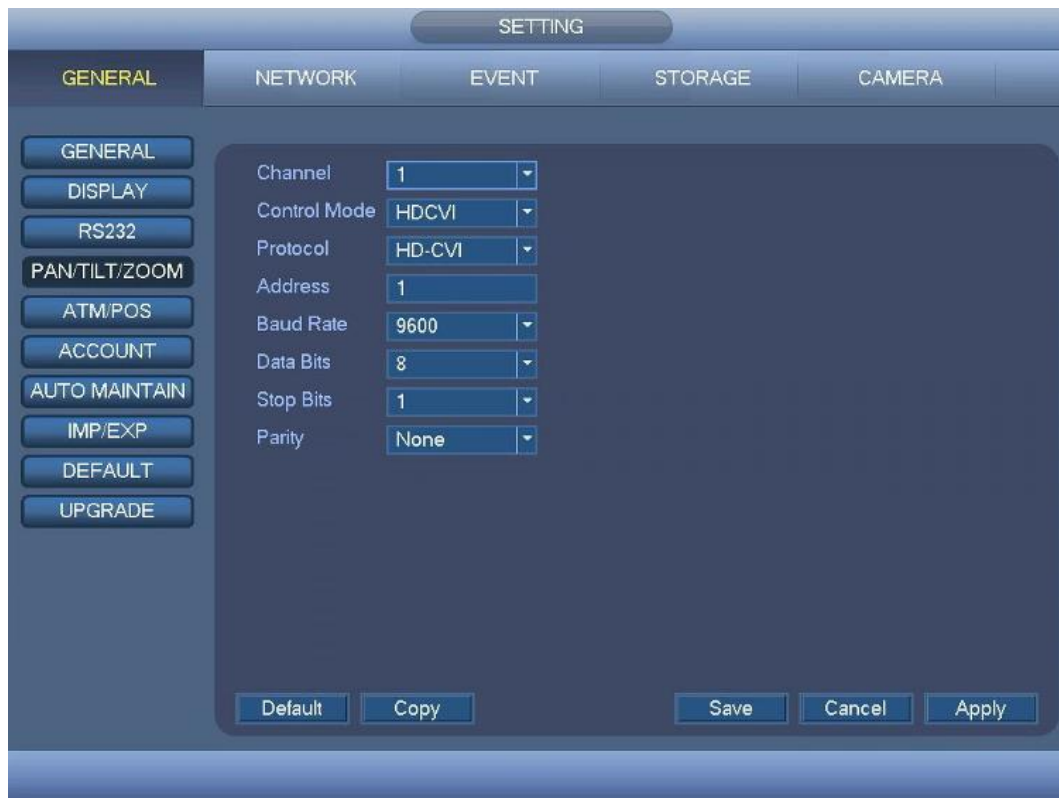 SETTING
GENERAL NETWORK EVENT STORAGE CAMERA
GENERAL
DISPLAY
RS232
PAN/TILT/ZOOM
ATM/POS
ACCOUNT
AUTO MAINTAIN
IMP/EXP
DEFAULT
UPGRADE
Channel 1
Control Mode HDCVI
Protocol HD-CVI
Address 1
Baud Rate 9600
Data Bits 8
Stop Bits 1
Parity None
Default Copy Save Cancel Apply